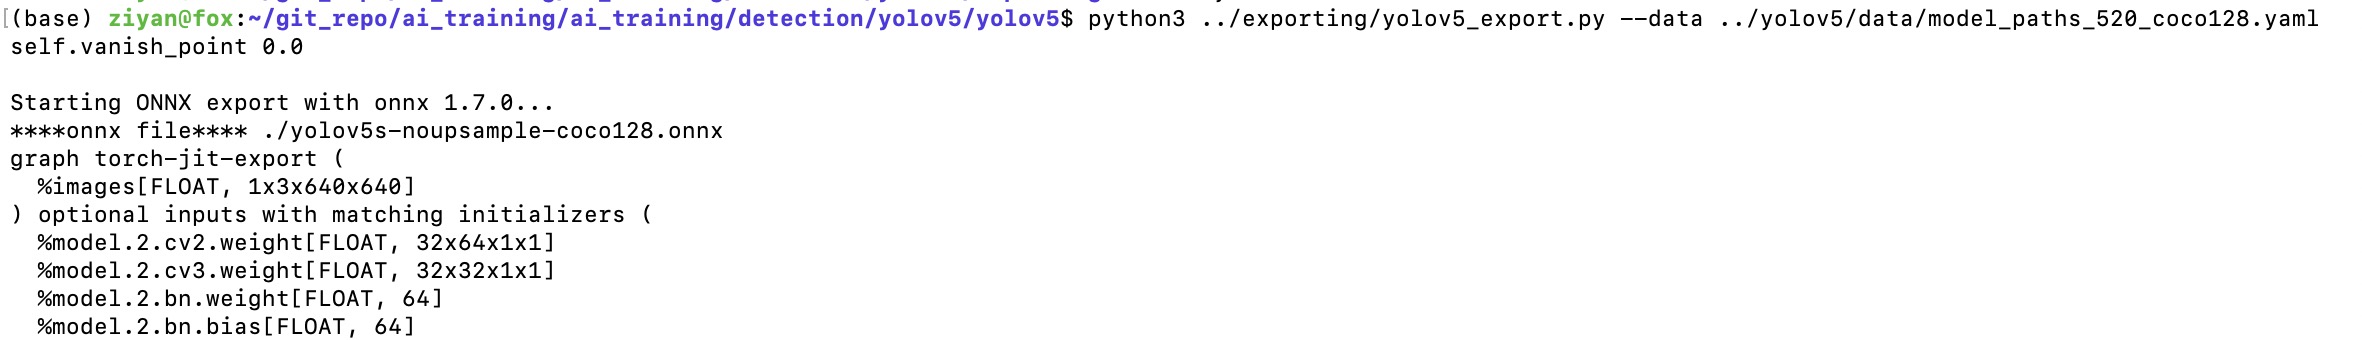 (base) ziyan@fox:~/git_repo/ai_training/ai_training/detection/yolov5/yolov5$ python3 ../exporting/yolov5_export.py --data ../yolov5/data/model_paths_520_coco128.yaml
self.vanish_point 0.0
Starting ONNX export with onnx 1.7.0...
****onnx file**** ./yolov5s-noupsample-coco128.onnx
graph torch-jit-export (
  %images[FLOAT, 1x3x640x640]
) optional inputs with matching initializers (
  %model.2.cv2.weight[FLOAT, 32x64x1x1]
  %model.2.cv3.weight[FLOAT, 32x32x1x1]
  %model.2.bn.weight[FLOAT, 64]
  %model.2.bn.bias[FLOAT, 64]